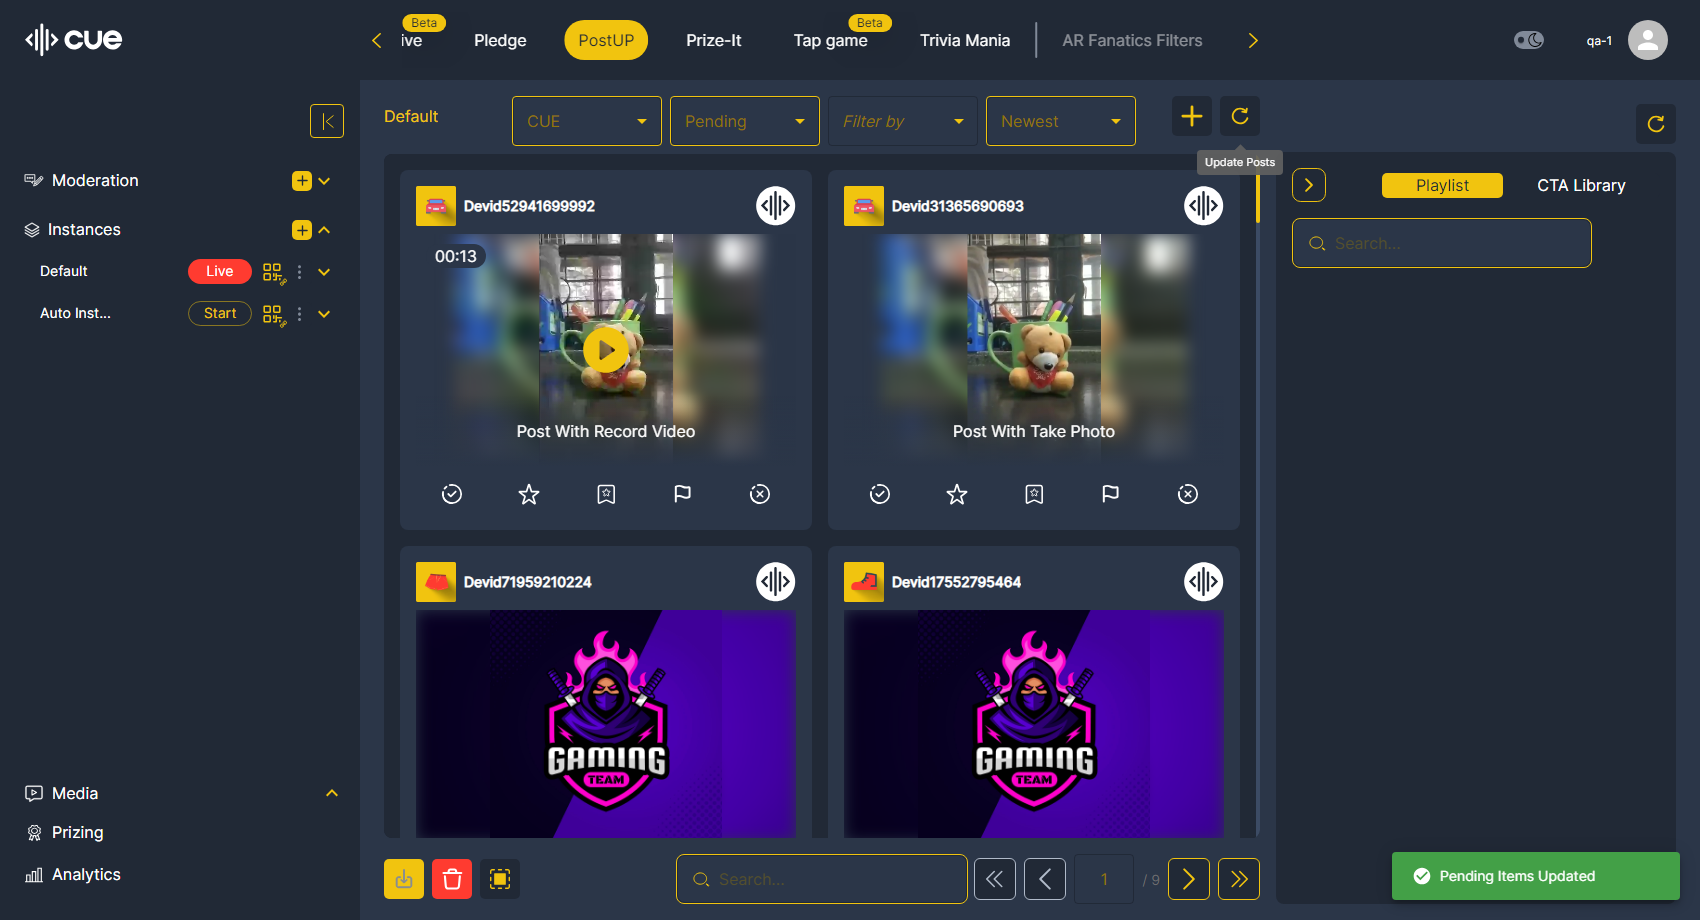 cue
Beta
ive
Pledge
PostUP
Prize-It
Beta
Tap game
Trivia Mania
AR Fanatics Filters
qa-1
Default
CUE
Pending
Filter by
Newest
Update Posts
Moderation
Instances
Default
Live
Auto Inst...
Start
Devid52941699992
00:13
Post With Record Video
Devid31365690693
Post With Take Photo
Devid71959210224
GAMING
TEAM
Devid17552795464
GAMING
TEAM
Playlist
CTA Library
Search...
Media
Prizing
Analytics
Search...
1
/ 9
Pending Items Updated